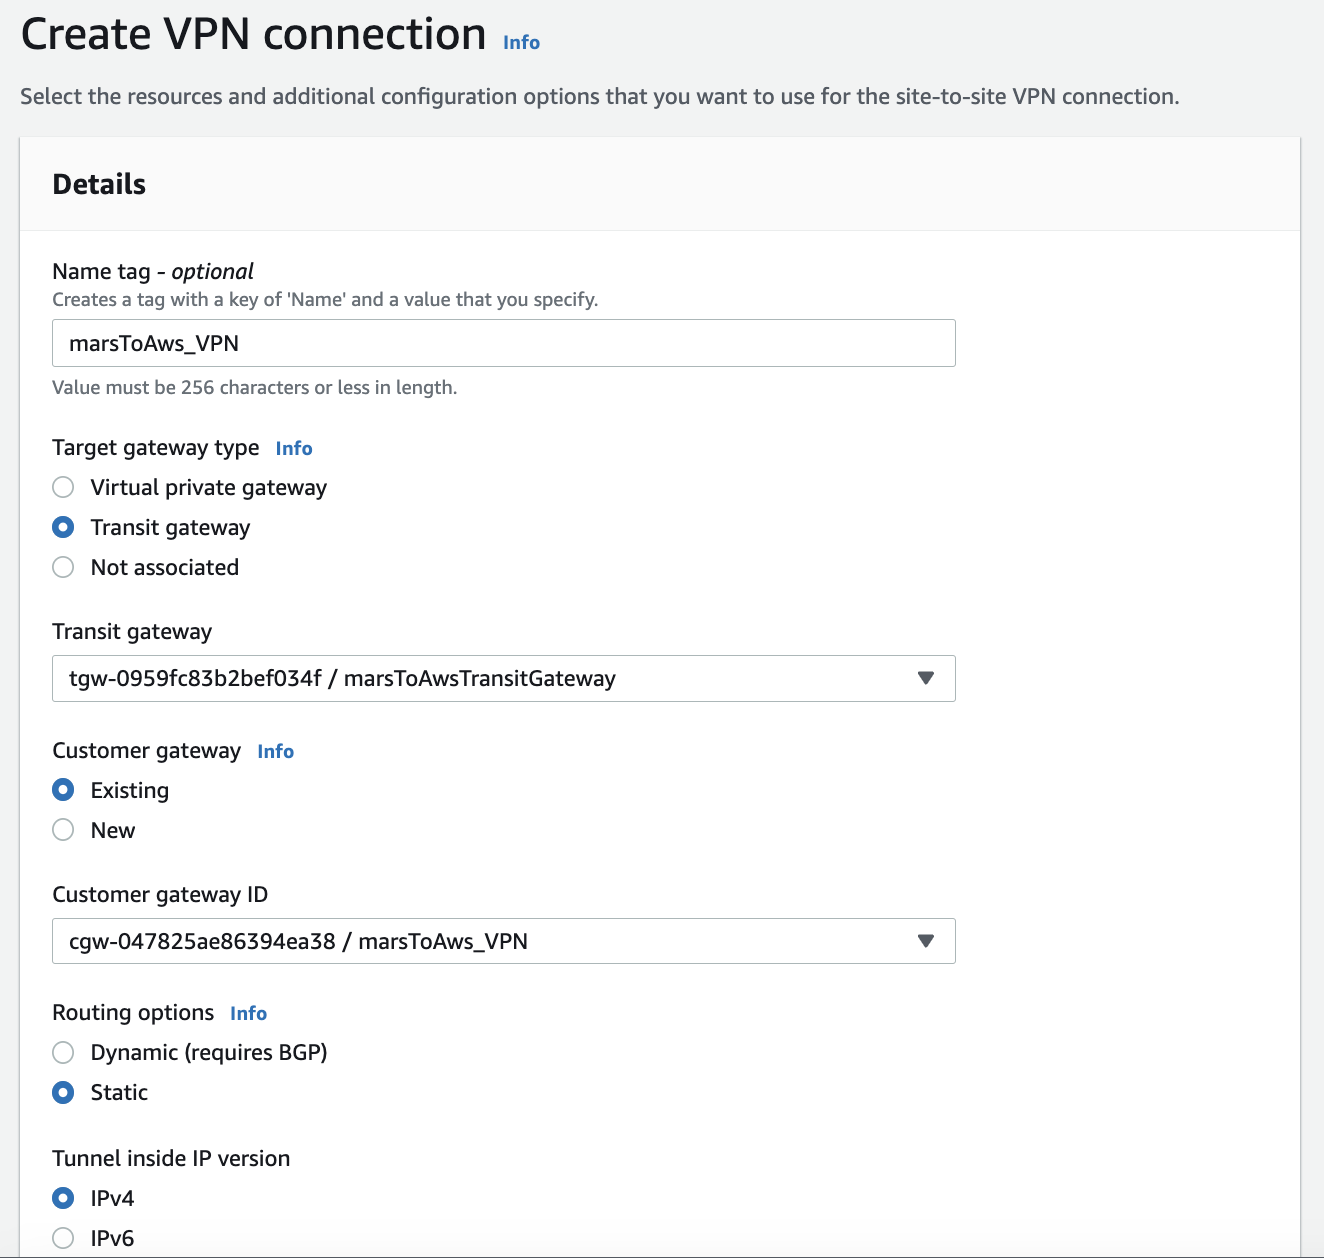 Create VPN connection Info
Select the resources and additional configuration options that you want to use for the site-to-site VPN connection.
Details
Name tag - optional
Creates a tag with a key of 'Name' and a value that you specify.
marsToAws_VPN
Value must be 256 characters or less in length.
Target gateway type Info
Virtual private gateway
Transit gateway
Not associated
Transit gateway
tgw-0959fc83b2bef034f / marsToAwsTransitGateway
Customer gateway Info
Existing
New
Customer gateway ID
cgw-047825ae86394ea38 / marsToAws_VPN
Routing options Info
Dynamic (requires BGP)
Static
Tunnel inside IP version
IPv4
IPv6